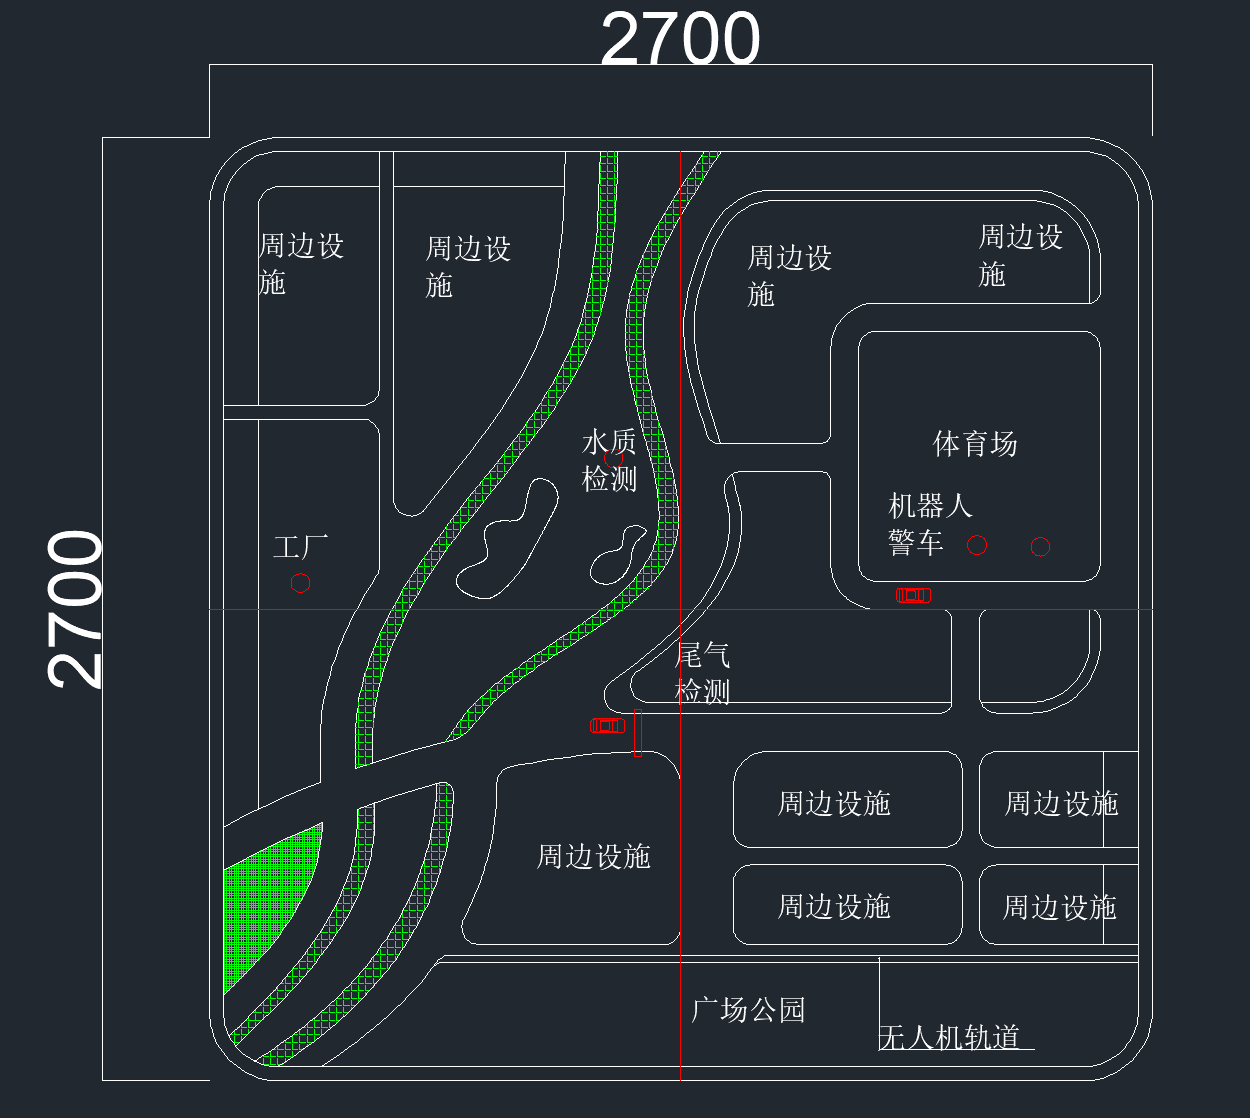 2700
2700
周边设
施
周边设
施
周边设
施
周边设
施
水质
检测
体育场
机器人
警车
工厂
尾气
检测
周边设施
周边设施
周边设施
周边设施
周边设施
广场公园
无人机轨道